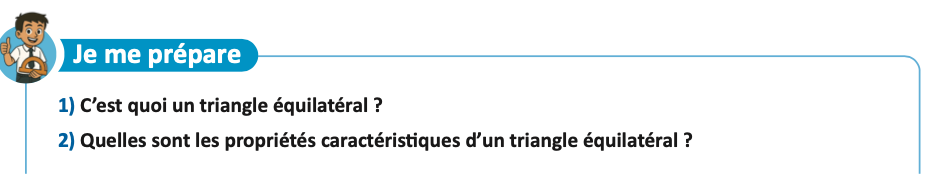 Je me prépare
1) C’est quoi un triangle équilatéral ?
2) Quelles sont les propriétés caractéristiques d’un triangle équilatéral ?